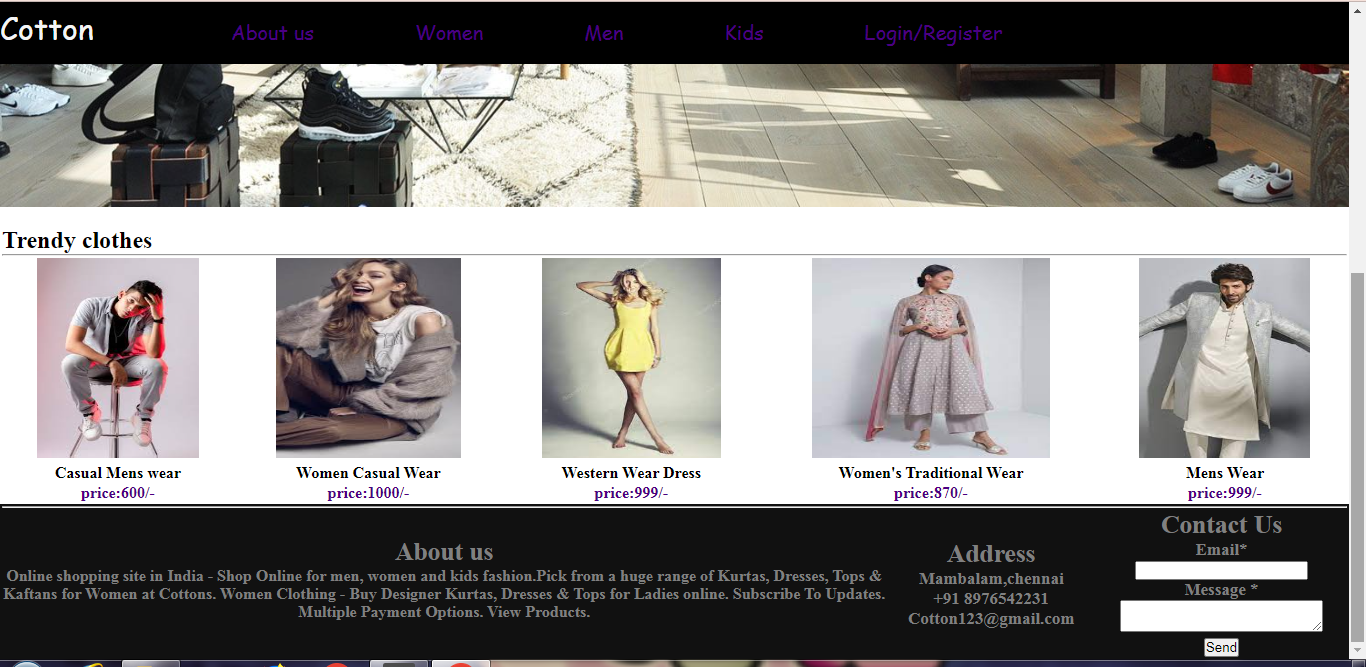 Cotton
About us
Women
Men
Kids
Login/Register
Trendy clothes
Casual Mens wear
price:600/-
Women Casual Wear
price:1000/-
Western Wear Dress
price:999/-
Women's Traditional Wear
price:870/-
Mens Wear
price:999/-
About us
Online shopping site in India - Shop Online for men, women and kids fashion.Pick from a huge range of Kurtas, Dresses, Tops &
Kaftans for Women at Cottons. Women Clothing - Buy Designer Kurtas, Dresses & Tops for Ladies online. Subscribe To Updates.
Multiple Payment Options. View Products.
Address
Mambalam,chennai
+91 8976542231
Cotton123@gmail.com
Contact Us
Email*
Message *
Send